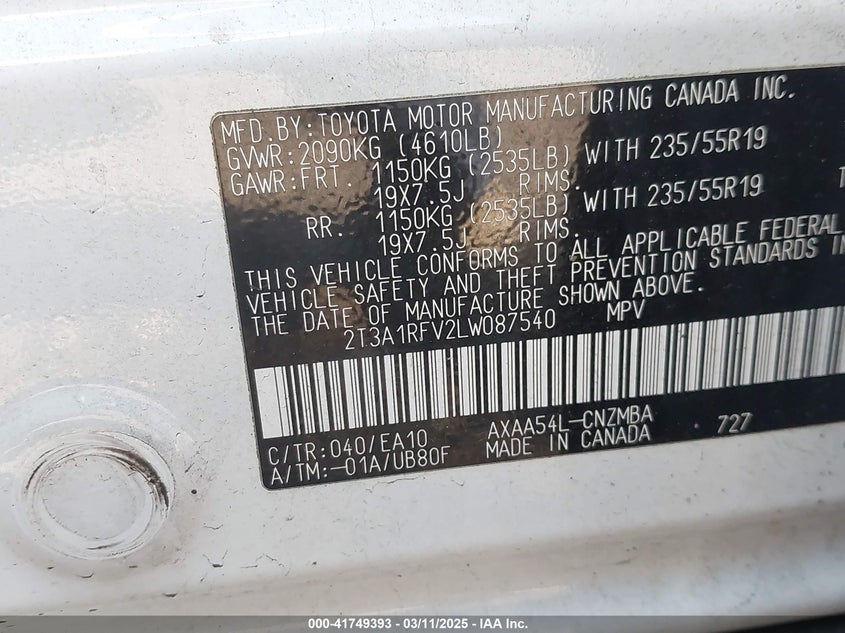 MFD.BY:TOYOTA MOTOR MANUFACTURING CANADA INC.
GVWR:2090KG (4610LB)
GAWR:FRT. 1150KG (2535LB) WITH 235/55R19
19X7.5J RIMS.
RR. 1150KG (2535LB) WITH 235/55R19
19X7.5J RIMS.
THIS VEHICLE CONFORMS TO ALL APPLICABLE FEDERAL
VEHICLE SAFETY AND THEFT PREVENTION STANDARDS
THE DATE OF MANUFACTURE SHOWN ABOVE.
2T3A1RFV2LW087540 MPV
C/TR:040/EA10 AXAA54L-CNZMBA 727
A/TM:-01A/UB80F MADE IN CANADA
000-41749393 - 03/11/2025 - IAA Inc.